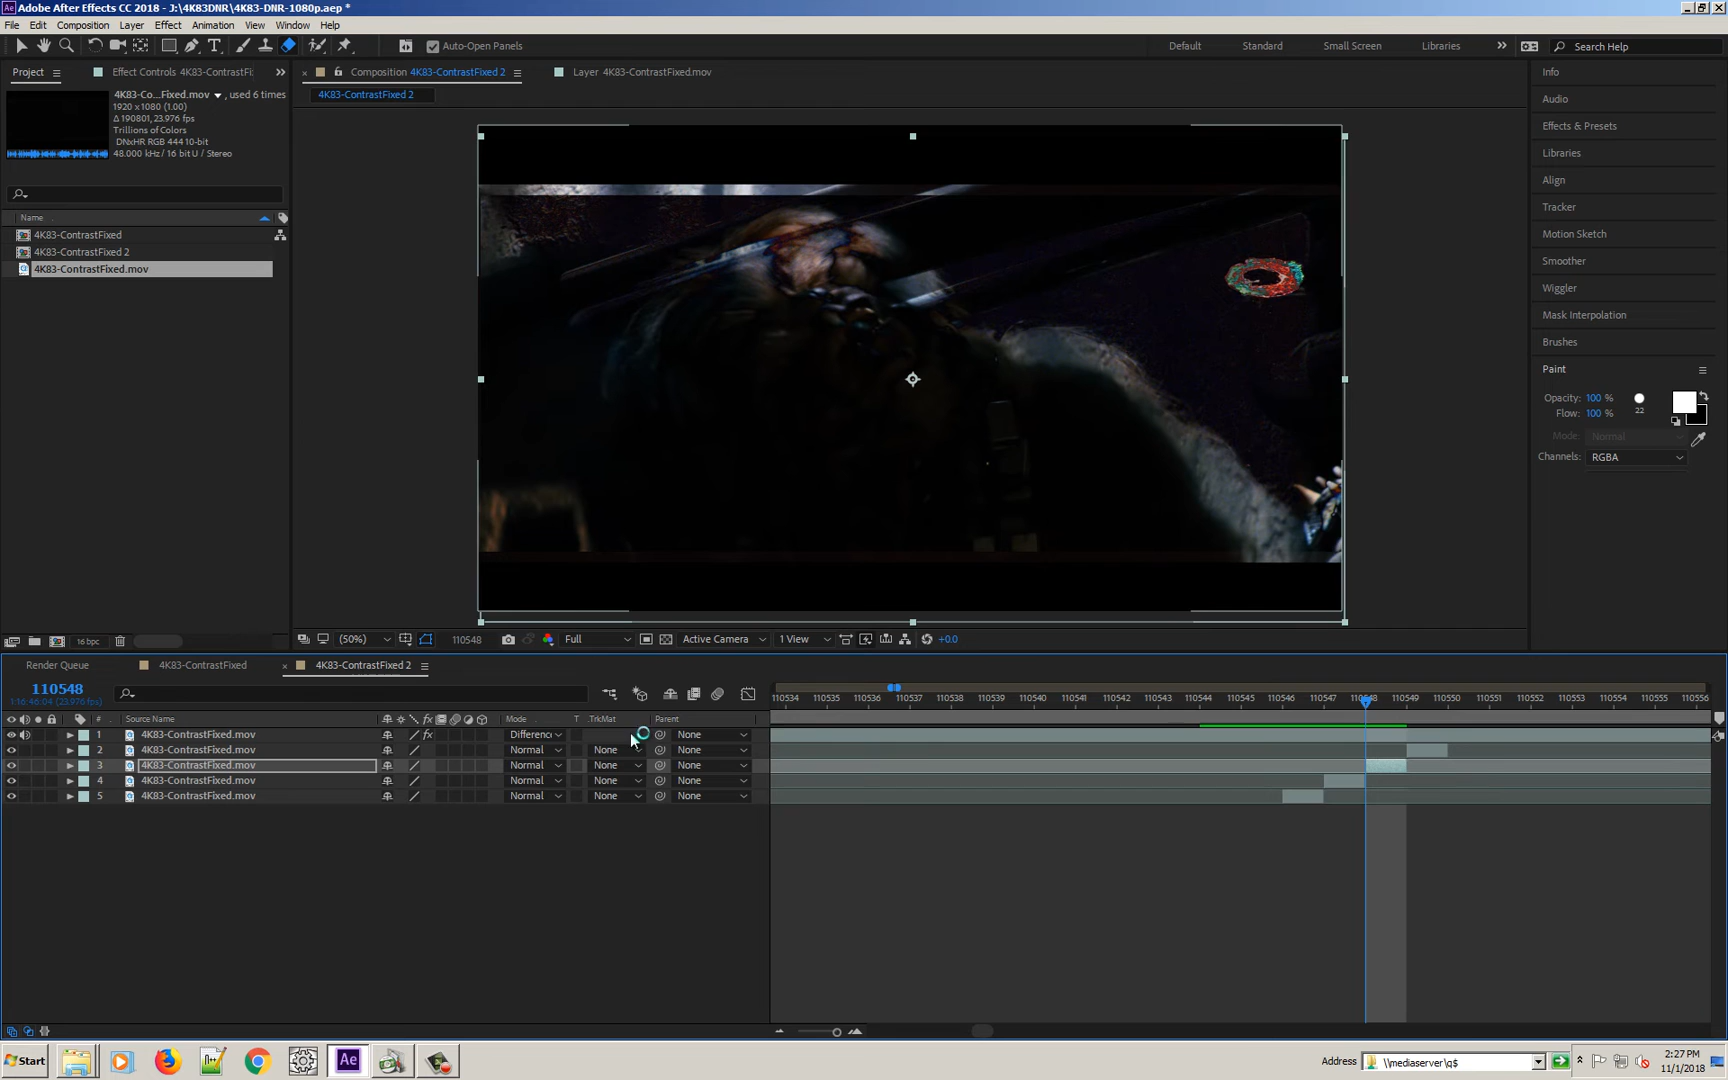 Adobe After Effects CC 2018 - J:\4K83DNR\4K83-DNR-1080p.aep *
File Edit Composition Layer Effect Animation View Window Help
Auto-Open Panels
Default Standard Small Screen Libraries Search Help
Project Effect Controls 4K83-ContrastFi: Composition 4K83-ContrastFixed 2 Layer 4K83-ContrastFixed.mov Info
4K83-Co...Fixed.mov , used 6 times 4K83-ContrastFixed 2 Audio
1920 x 1080 (1.00)
Δ 190801, 23.976 fps
Trillions of Colors
DNxHR RGB 444 10-bit
48.000 kHz / 16 bit U / Stereo
Effects & Presets
Libraries
Align
Tracker
Motion Sketch
Smoother
Wiggler
Mask Interpolation
Brushes
Paint
Opacity: 100 %
Flow: 100 % 22
Mode: Normal
Channels: RGBA
Name
4K83-ContrastFixed
4K83-ContrastFixed 2
4K83-ContrastFixed.mov
16 bpc (50%) 110548 Full Active Camera 1 View +0.0
Render Queue 4K83-ContrastFixed 4K83-ContrastFixed 2
110548
1:16:46:04 (23.976 fps)
110534 110535 110536 110537 110538 110539 110540 110541 110542 110543 110544 110545 110546 110547 110548 110549 110550 110551 110552 110553 110554 110555 110556
# Source Name Mode T .TrkMat Parent
1 4K83-ContrastFixed.mov Differenc None
2 4K83-ContrastFixed.mov Normal None None
3 4K83-ContrastFixed.mov Normal None None
4 4K83-ContrastFixed.mov Normal None None
5 4K83-ContrastFixed.mov Normal None None
Start Ae Address \\mediaserver\g$ 2:27 PM
11/1/2018